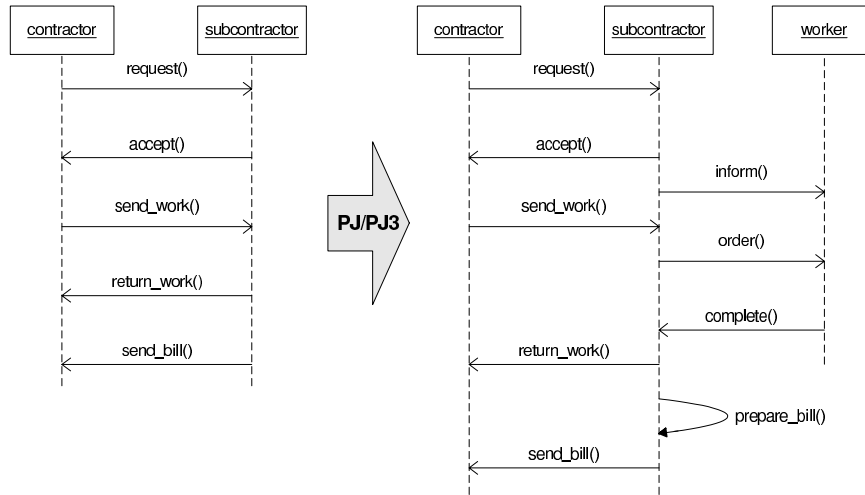 contractor
subcontractor
request()
accept()
send_work()
return_work()
send_bill()
PJ/PJ3
contractor
subcontractor
worker
request()
accept()
inform()
send_work()
order()
complete()
return_work()
prepare_bill()
send_bill()